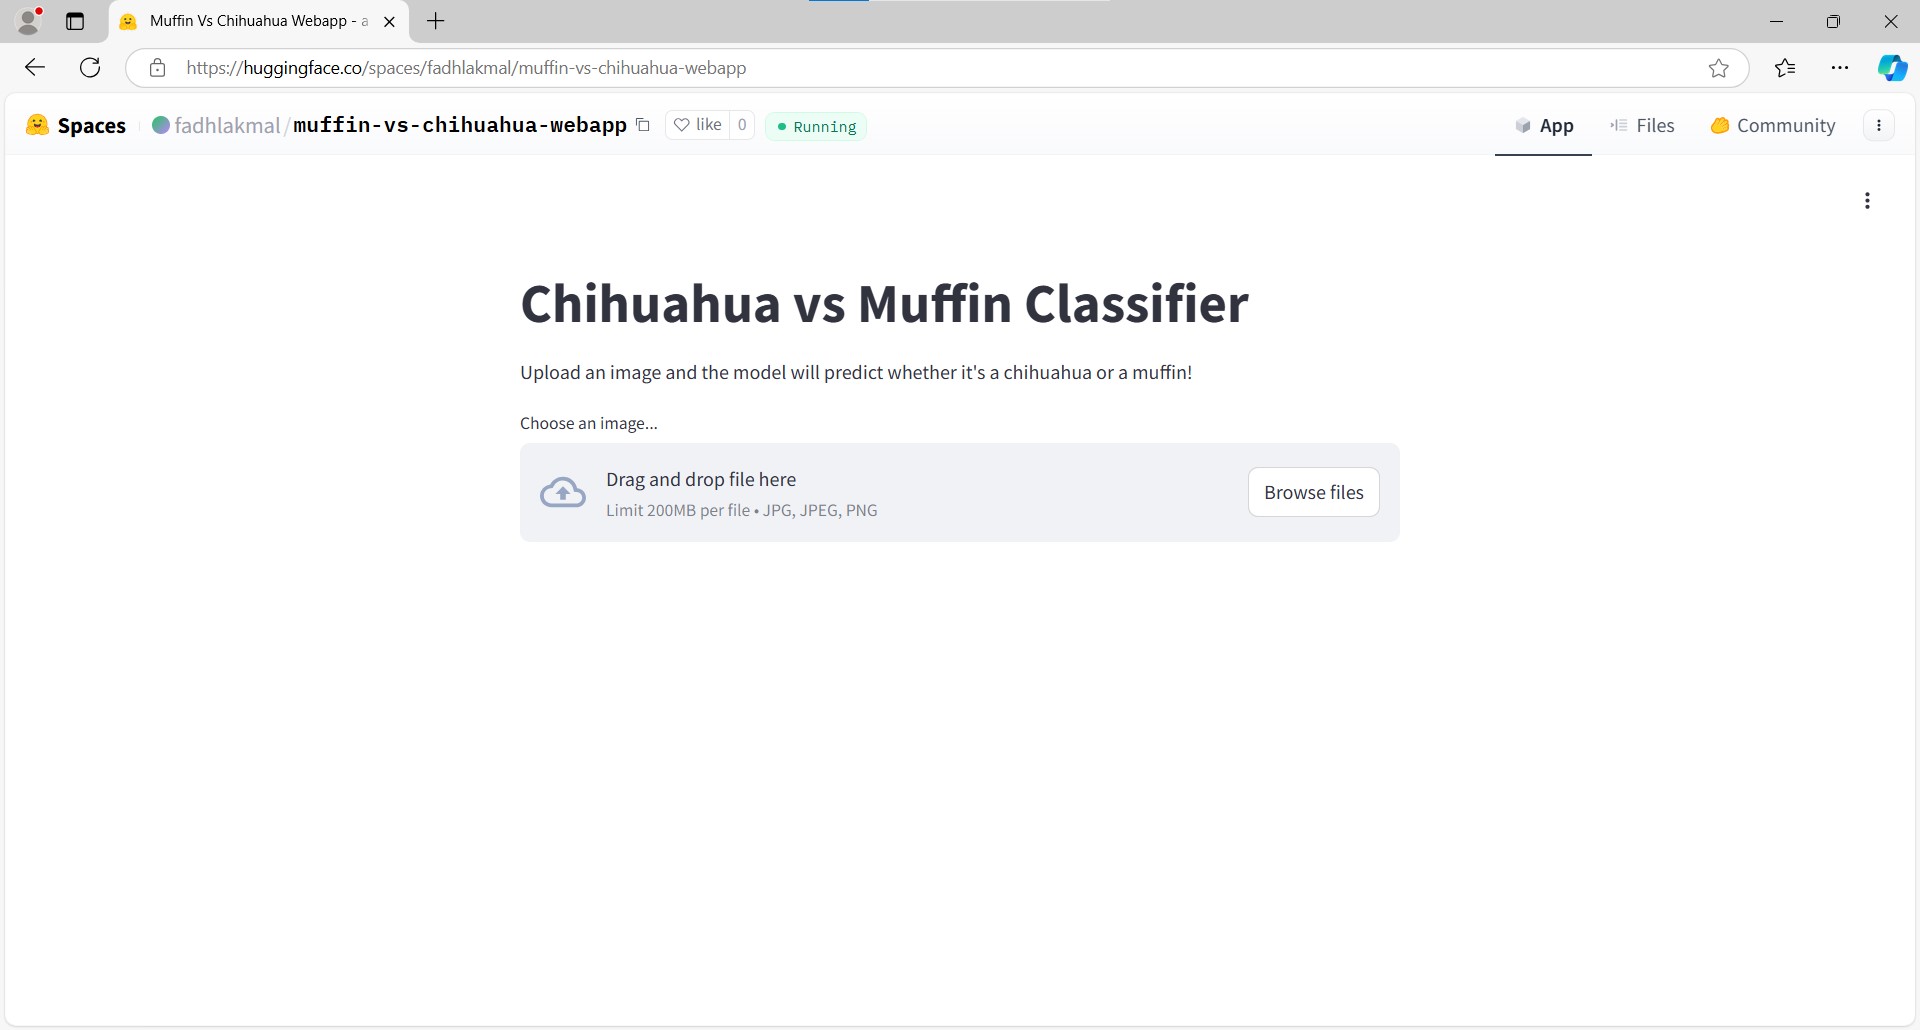 Muffin Vs Chihuahua Webapp - a
https://huggingface.co/spaces/fadhlakmal/muffin-vs-chihuahua-webapp
Spaces fadhlakmal/muffin-vs-chihuahua-webapp like 0 Running App Files Community
Chihuahua vs Muffin Classifier
Upload an image and the model will predict whether it's a chihuahua or a muffin!
Choose an image...
Drag and drop file here
Limit 200MB per file • JPG, JPEG, PNG
Browse files